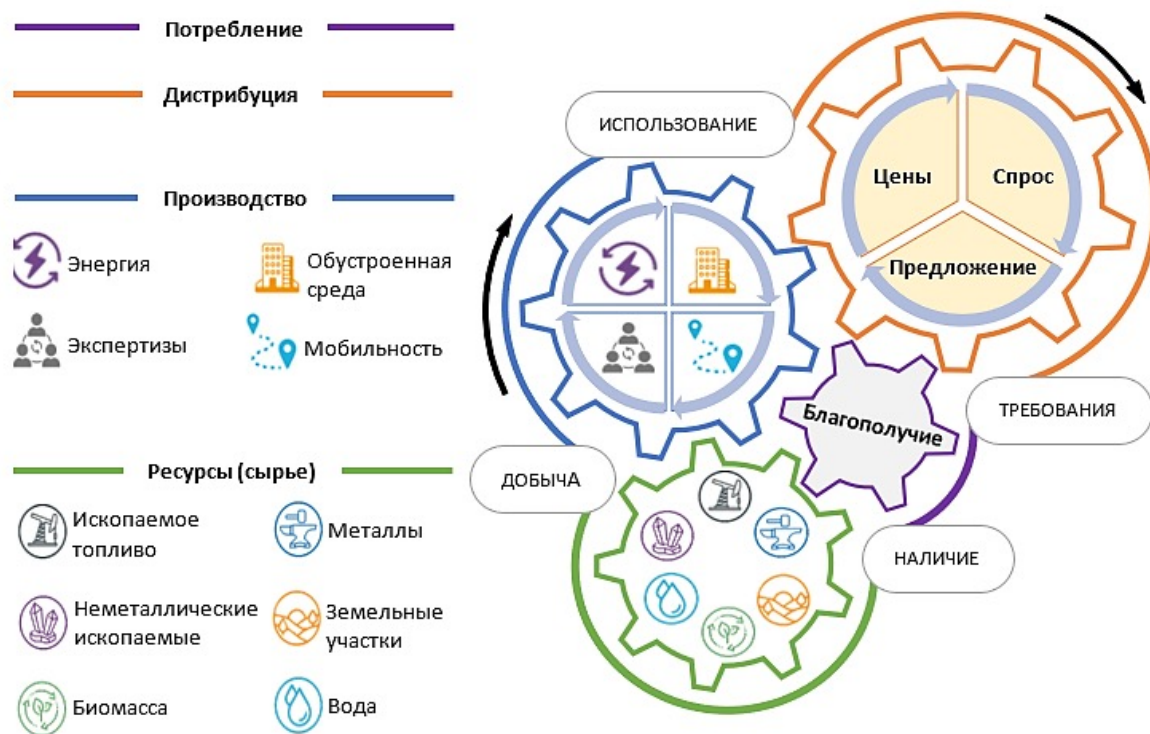 Потребление
Дистрибуция
Производство
Энергия
Обустроенная
среда
Экспертизы
Мобильность
Ресурсы (сырье)
Ископаемое
топливо
Металлы
Неметаллические
ископаемые
Земельные
участки
Биомасса
Вода
ИСПОЛЬЗОВАНИЕ
Цены
Спрос
Предложение
Благополучие
ТРЕБОВАНИЯ
ДОБЫЧА
НАЛИЧИЕ